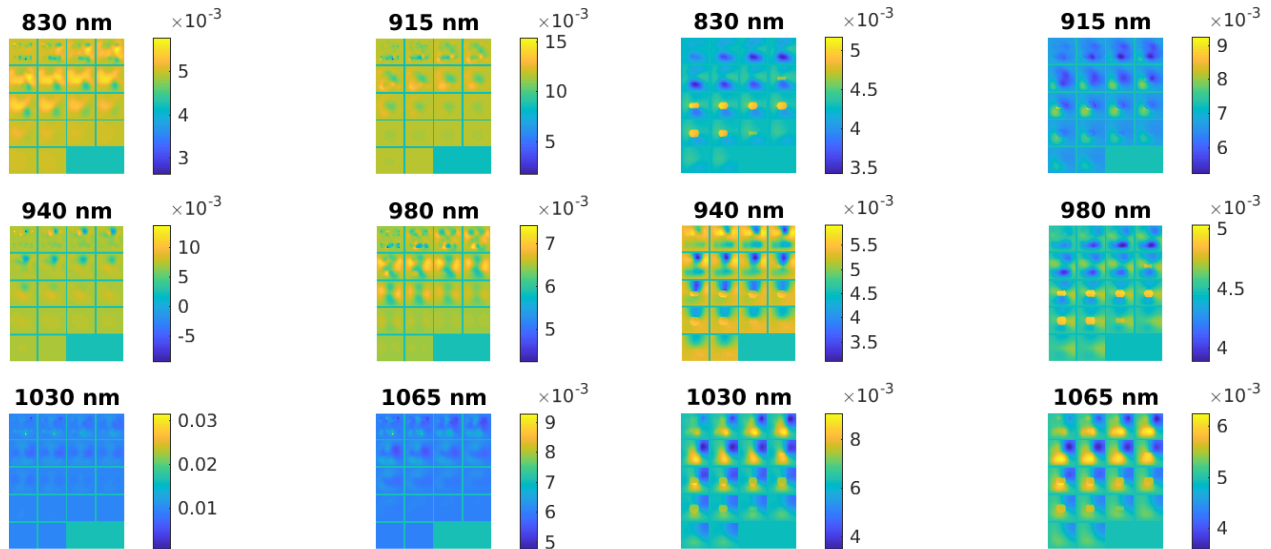 830 nm ×10-3 5 4 3
915 nm ×10-3 15 10 5
830 nm ×10-3 5 4.5 4 3.5
915 nm ×10-3 9 8 7 6
940 nm ×10-3 10 5 0 -5
980 nm ×10-3 7 6 5
940 nm ×10-3 5.5 5 4.5 4 3.5
980 nm ×10-3 5 4.5 4
1030 nm 0.03 0.02 0.01
1065 nm ×10-3 9 8 7 6 5
1030 nm ×10-3 8 6 4
1065 nm ×10-3 6 5 4